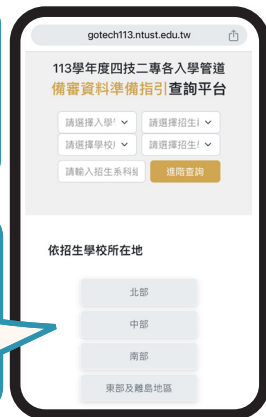 gotech113.ntust.edu.tw
113學年度四技二專各入學管道
備審資料準備指引查詢平台
請選擇入學
請選擇招生
請選擇學校
請選擇招生
請輸入招生系科組
進階查詢
依招生學校所在地
北部
中部
南部
東部及離島地區